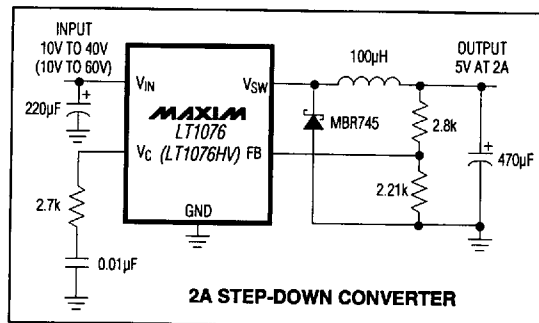 INPUT
10V TO 40V
(10V TO 60V)
220µF
+
VIN
VSW
MAXIM
LT1076
(LT1076HV)
VC
FB
GND
2.7k
0.01µF
100µH
MBR745
OUTPUT
5V AT 2A
2.8k
2.21k
+
470µF
2A STEP-DOWN CONVERTER